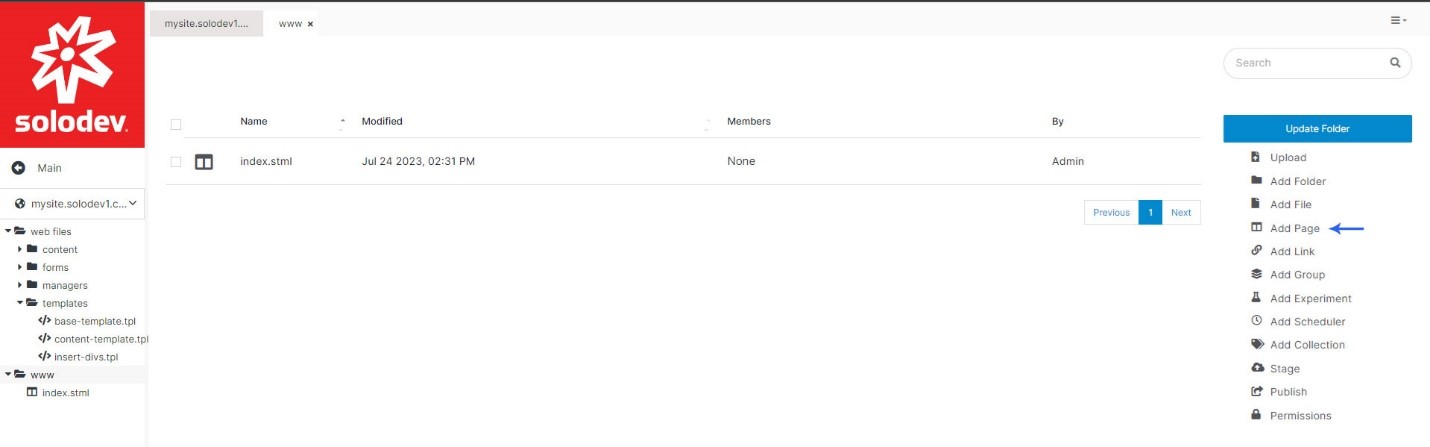 solodev
Main
mysite.solodev1.c...
web files
content
forms
managers
templates
base-template.tpl
content-template.tpl
insert-divs.tpl
www
index.stml
mysite.solodev1....
www ×
Search
Name Modified Members By
index.stml Jul 24 2023, 02:31 PM None Admin
Previous 1 Next
Update Folder
Upload
Add Folder
Add File
Add Page
Add Link
Add Group
Add Experiment
Add Scheduler
Add Collection
Stage
Publish
Permissions